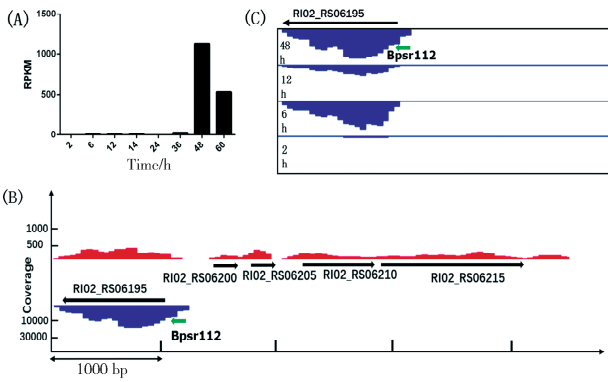 (A)
1500
1000
500
0
RPKM
2 6 12 14 24 36 48 60
Time/h
(C)
RI02_RS06195
48 h
Bpsr112
12 h
6 h
2 h
(B)
1000
500
Coverage
RI02_RS06200 RI02_RS06205 RI02_RS06210 RI02_RS06215
RI02_RS06195
10000
30000
Bpsr112
1000 bp